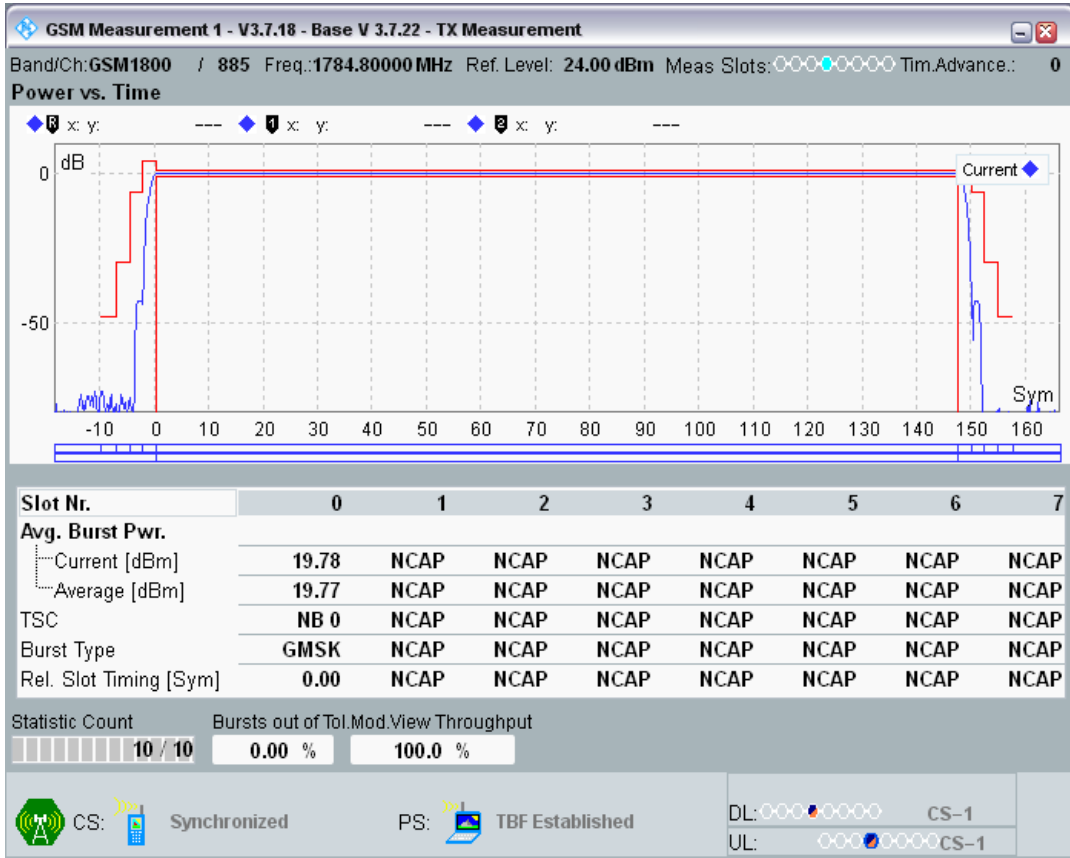 GSM Measurement 1 - V3.7.18 - Base V 3.7.22 - TX Measurement
Band/Ch:GSM1800 / 885 Freq.:1784.80000 MHz Ref. Level: 24.00 dBm Meas Slots: Tim.Advance.: 0
Power vs. Time
R x: y: --- 1 x: y: --- 2 x: y: ---
dB
0
Current
-50
Sym
-10 0 10 20 30 40 50 60 70 80 90 100 110 120 130 140 150 160
Slot Nr. 0 1 2 3 4 5 6 7
Avg. Burst Pwr.
Current [dBm] 19.78 NCAP NCAP NCAP NCAP NCAP NCAP NCAP
Average [dBm] 19.77 NCAP NCAP NCAP NCAP NCAP NCAP NCAP
TSC NB 0 NCAP NCAP NCAP NCAP NCAP NCAP NCAP
Burst Type GMSK NCAP NCAP NCAP NCAP NCAP NCAP NCAP
Rel. Slot Timing [Sym] 0.00 NCAP NCAP NCAP NCAP NCAP NCAP NCAP
Statistic Count Bursts out of Tol.Mod.View Throughput
10 / 10 0.00 % 100.0 %
CS: Synchronized PS: TBF Established DL: CS-1
UL: CS-1